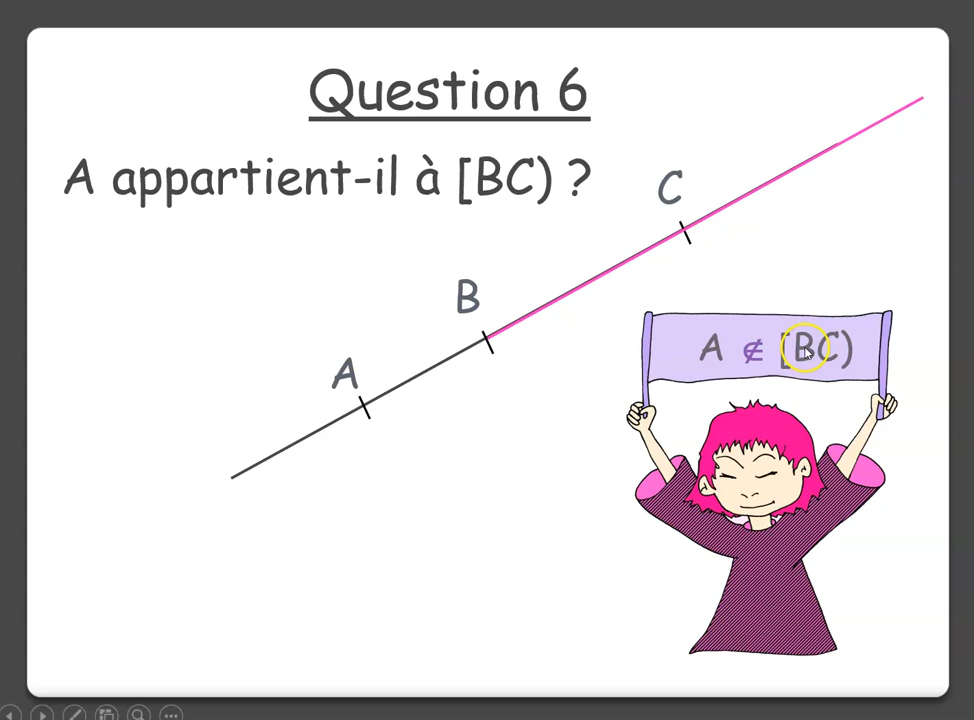 Question 6
A appartient-il à [BC) ?
C
B
A
A ∉ [BC)